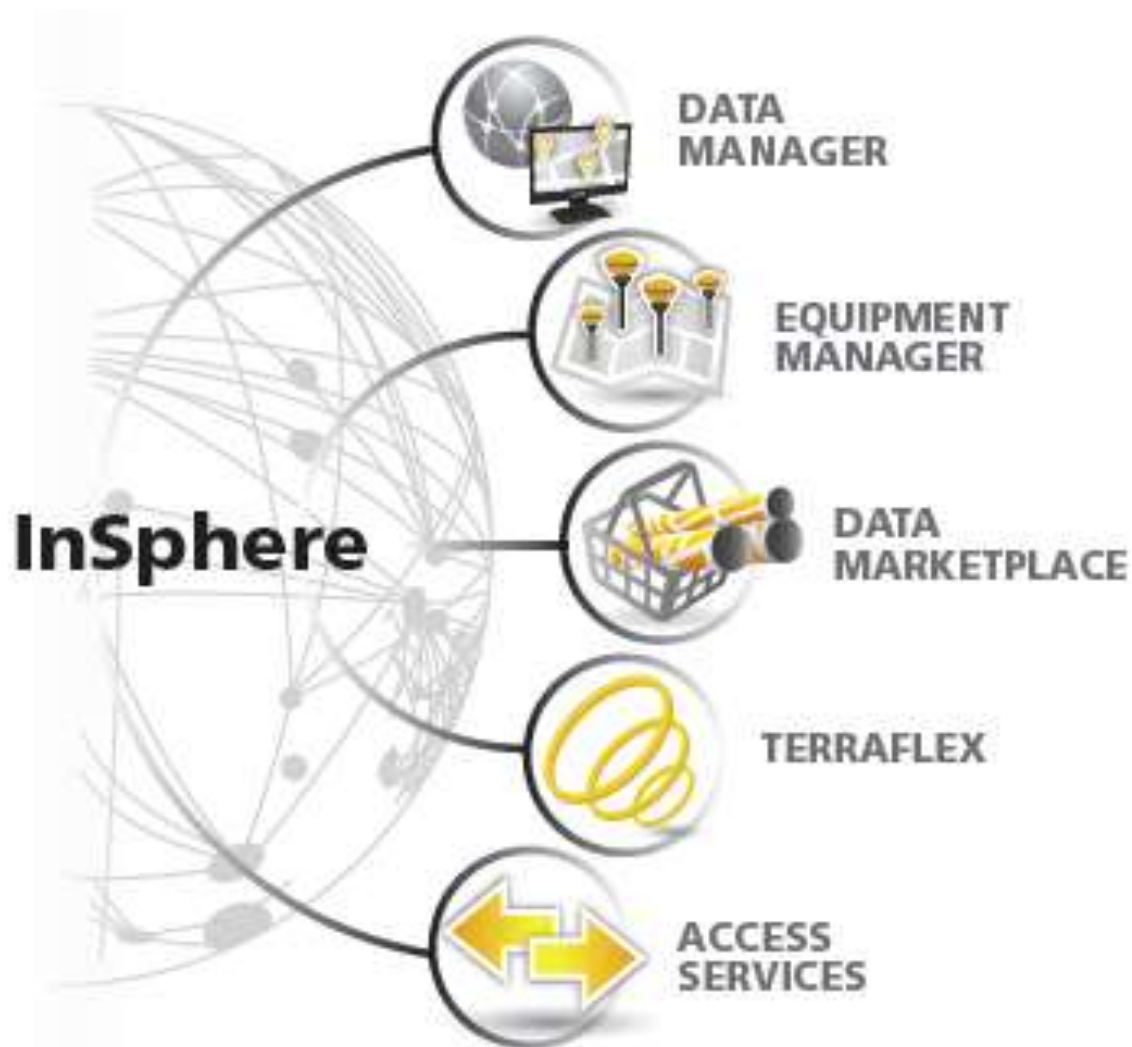 DATA
MANAGER
EQUIPMENT
MANAGER
InSphere
DATA
MARKETPLACE
TERRAFLEX
ACCESS
SERVICES